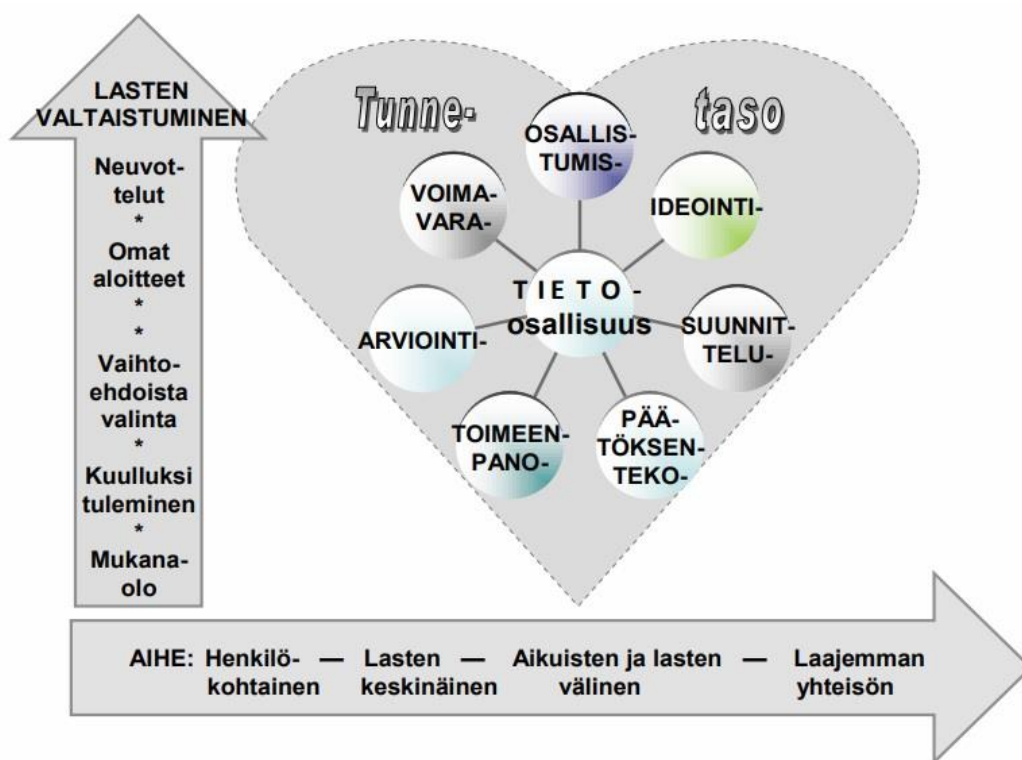 LASTEN
VALTAISTUMINEN
Neuvot-
telut
*
Omat
aloitteet
*
*
Vaihto-
ehdoista
valinta
*
Kuulluksi
tuleminen
*
Mukana-
olo
Tunne- taso
OSALLIS-
TUMIS-
VOIMA-
VARA-
IDEOINTI-
TIETO-
osallisuus
ARVIOINTI-
SUUNNIT-
TELU-
TOIMEEN-
PANO-
PÄÄ-
TÖKSEN-
TEKO-
AIHE: Henkilö- — Lasten — Aikuisten ja lasten — Laajemman
kohtainen keskinäinen välinen yhteisön